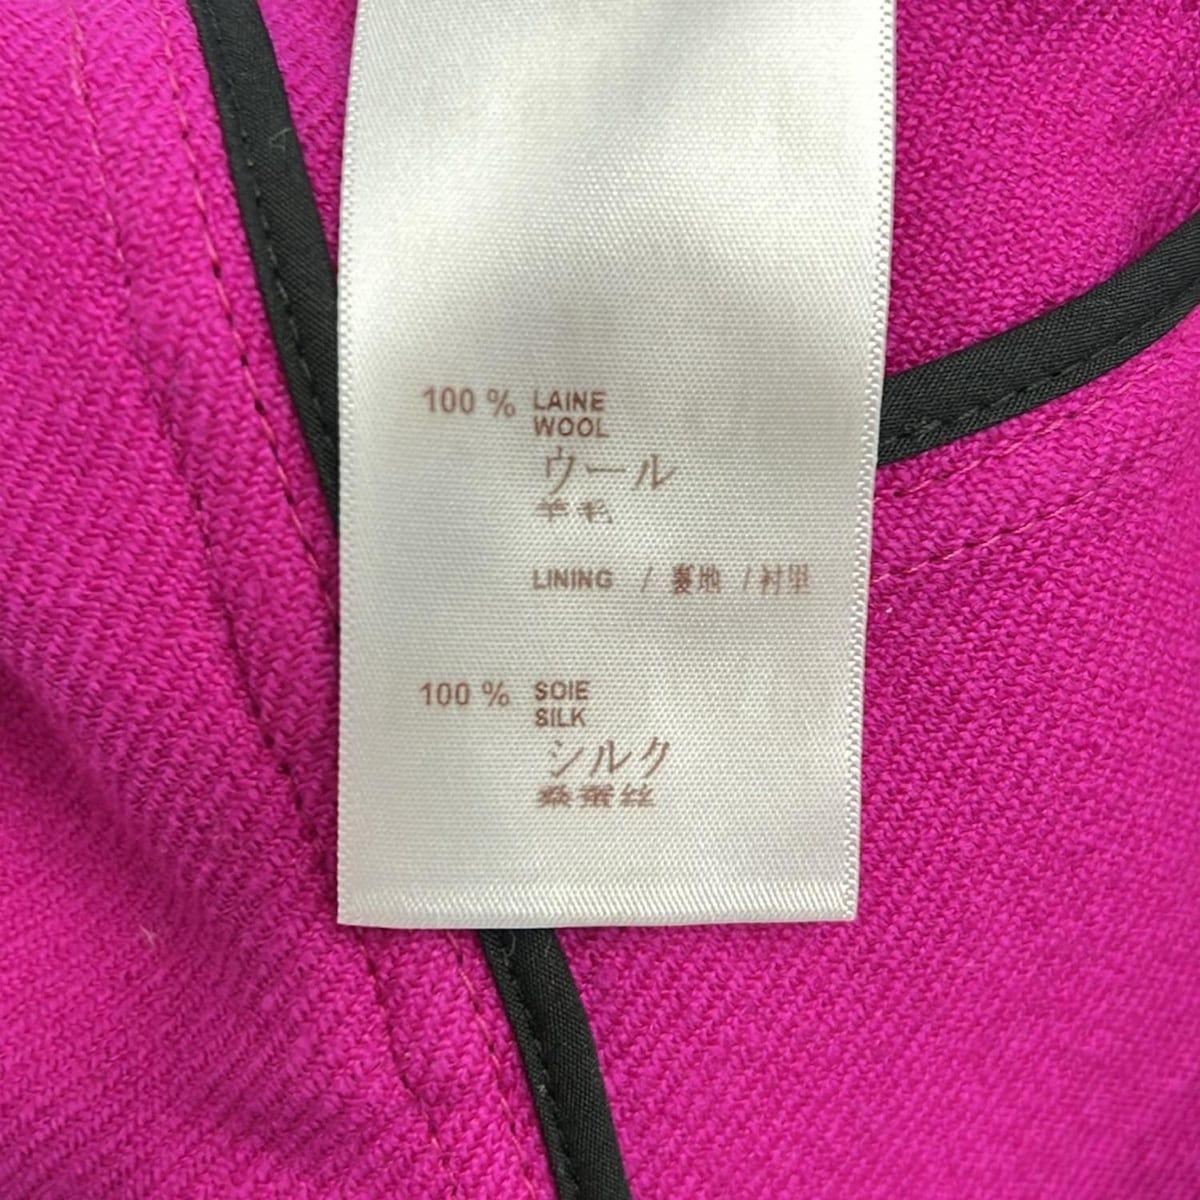 100 % LAINE
WOOL
ウール
羊毛
LINING / 裏地 / 衬里
100 % SOIE
SILK
シルク
桑蚕丝